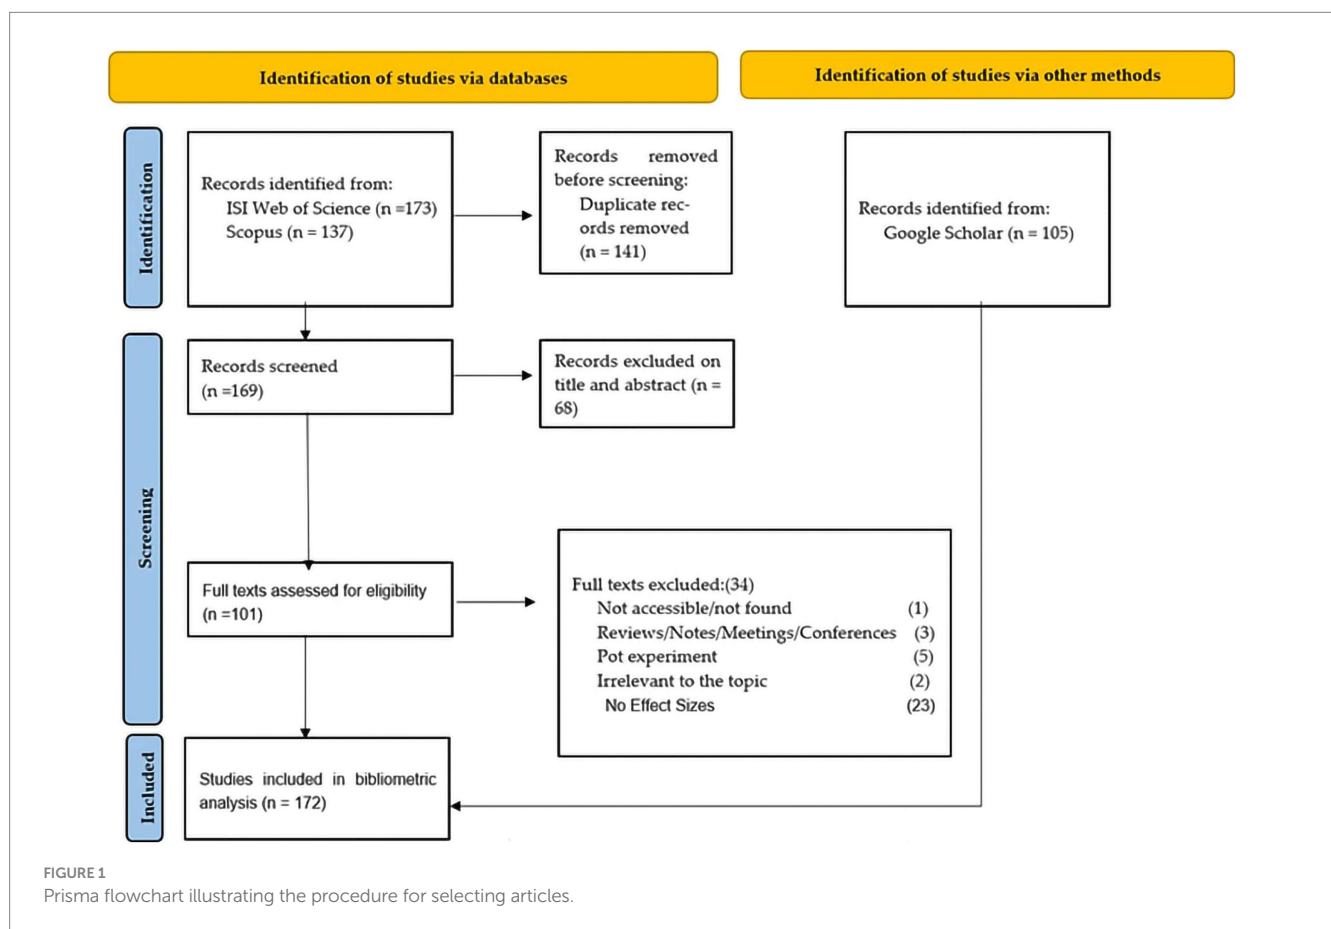 Identification of studies via databases
Identification of studies via other methods
Identification
Records identified from:
ISI Web of Science (n =173)
Scopus (n = 137)
Records removed
before screening:
Duplicate rec-
ords removed
(n = 141)
Records identified from:
Google Scholar (n = 105)
Screening
Records screened
(n =169)
Records excluded on
title and abstract (n =
68)
Full texts assessed for eligibility
(n =101)
Full texts excluded:(34)
Not accessible/not found (1)
Reviews/Notes/Meetings/Conferences (3)
Pot experiment (5)
Irrelevant to the topic (2)
No Effect Sizes (23)
Included
Studies included in bibliometric
analysis (n = 172)
FIGURE 1
Prisma flowchart illustrating the procedure for selecting articles.